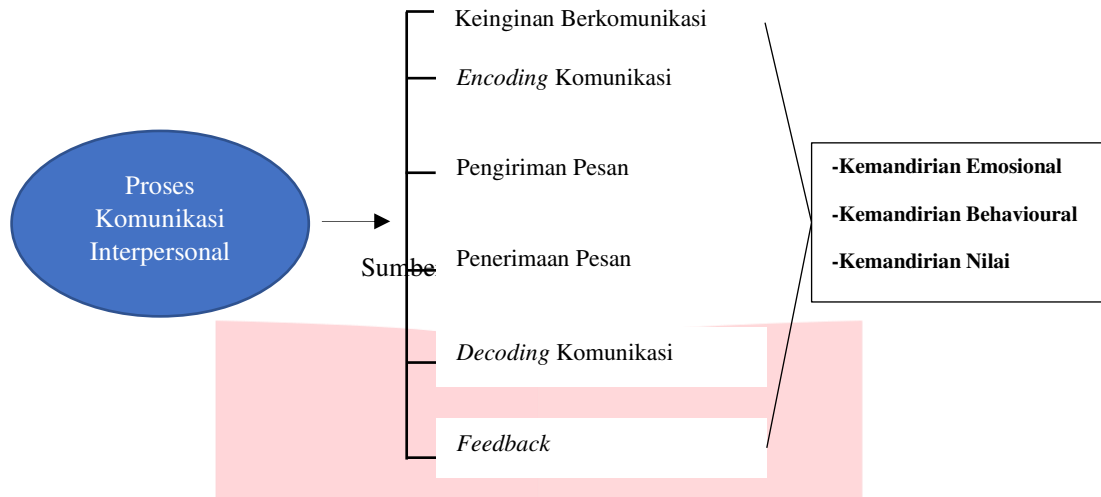 Keinginan Berkomunikasi
Encoding Komunikasi
Pengiriman Pesan
Penerimaan Pesan
Decoding Komunikasi
Feedback
Proses
Komunikasi
Interpersonal
Sumbe
-Kemandirian Emosional
-Kemandirian Behavioural
-Kemandirian Nilai